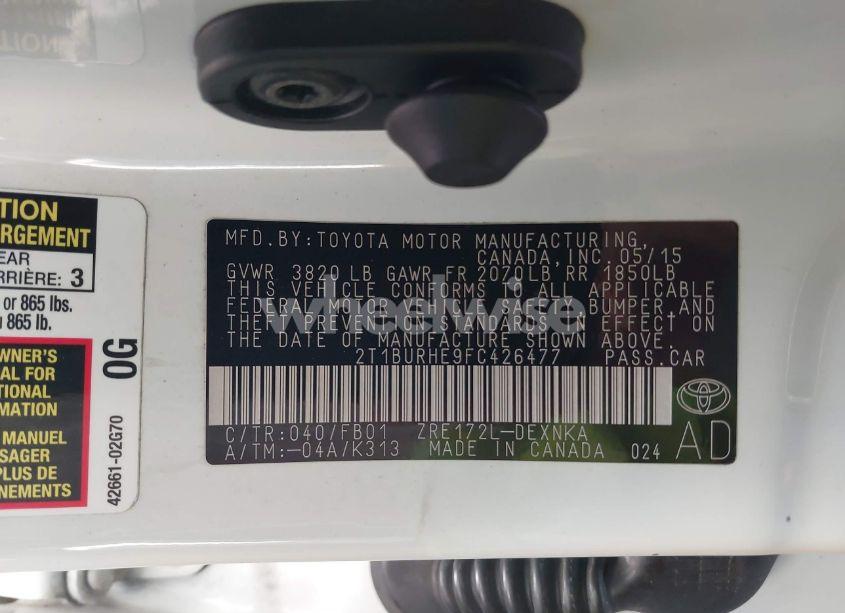 TION
RGEMENT
EAR
RRIÈRE: 3
or 865 lbs.
865 lb.
0G
WNER'S
AL FOR
TIONAL
RMATION
MANUEL
SAGER
PLUS DE
NEMENTS
42661-02G70
MFD. BY: TOYOTA MOTOR MANUFACTURING,
CANADA, INC. 05/15
GVWR 3820 LB GAWR FR 2070LB RR 1850LB
THIS VEHICLE CONFORMS TO ALL APPLICABLE
FEDERAL MOTOR VEHICLE SAFETY, BUMPER, AND
THEFT PREVENTION STANDARDS IN EFFECT ON
THE DATE OF MANUFACTURE SHOWN ABOVE.
2T1BURHE9FC426477 PASS.CAR
C/TR: 040/FB01 ZRE172L-DEXNKA
A/TM:-04A/K313 MADE IN CANADA 024
AD
wheelwise